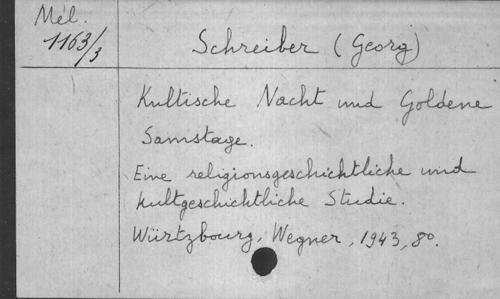 Mél.
1163/3
Schreiber (Georg)
Kultische Nacht und Goldene
Samstage.
Eine religionsgeschichtliche und
kultgeschichtliche Studie.
Würtzbourg, Wegner, 1943, 8º.